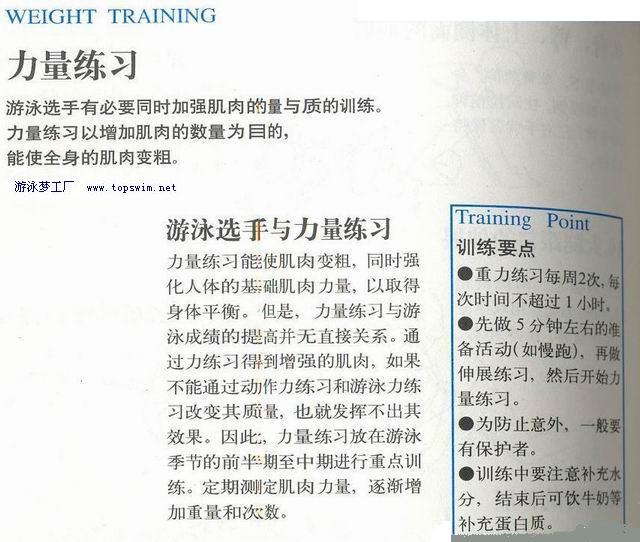 WEIGHT TRAINING
力量练习
游泳选手有必要同时加强肌肉的量与质的训练。
力量练习以增加肌肉的数量为目的,
能使全身的肌肉变粗。
游泳梦工厂 www.topswim.net
游泳选手与力量练习
力量练习能使肌肉变粗，同时强
化人体的基础肌肉力量，以取得
身体平衡。但是，力量练习与游
泳成绩的提高并无直接关系。通
过力练习得到增强的肌肉，如果
不能通过动作力练习和游泳力练
习改变其质量，也就发挥不出其
效果。因此，力量练习放在游泳
季节的前半期至中期进行重点训
练。定期测定肌肉力量，逐渐增
加重量和次数。
Training Point
训练要点
●重力练习每周2次,每
次时间不超过1小时。
●先做5分钟左右的准
备活动(如慢跑)，再做
伸展练习，然后开始力
量练习。
●为防止意外，一般要
有保护者。
●训练中要注意补充水
分，结束后可饮牛奶等
补充蛋白质。